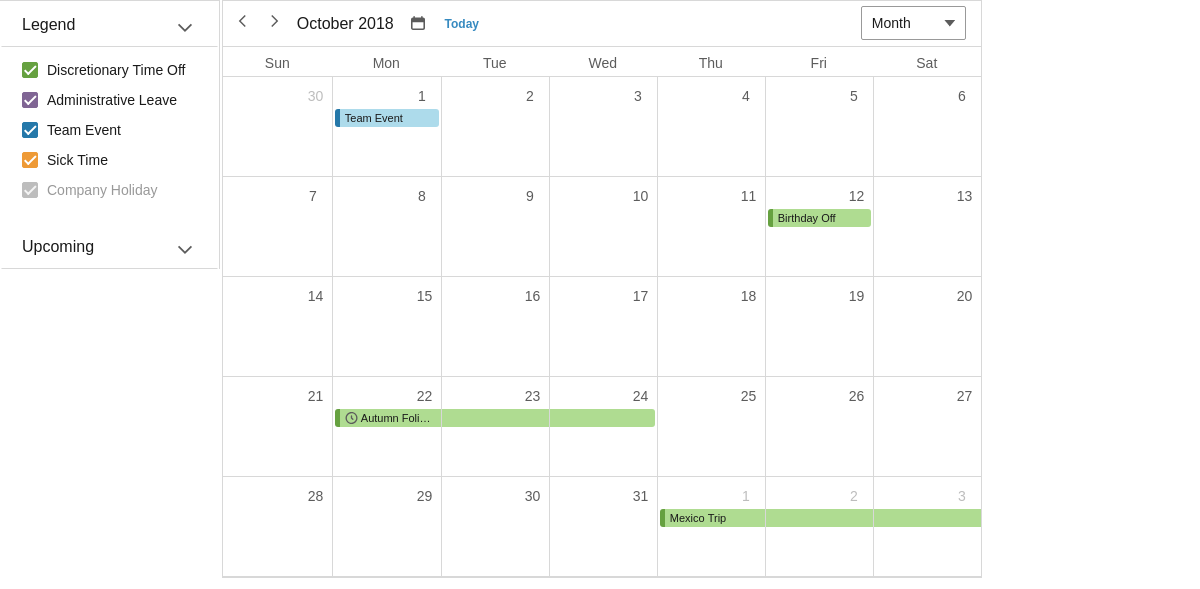 Legend
Discretionary Time Off
Administrative Leave
Team Event
Sick Time
Company Holiday
Upcoming
October 2018 Today Month
Sun Mon Tue Wed Thu Fri Sat
30 1 2 3 4 5 6
Team Event
7 8 9 10 11 12 13
Birthday Off
14 15 16 17 18 19 20
21 22 23 24 25 26 27
Autumn Foli…
28 29 30 31 1 2 3
Mexico Trip